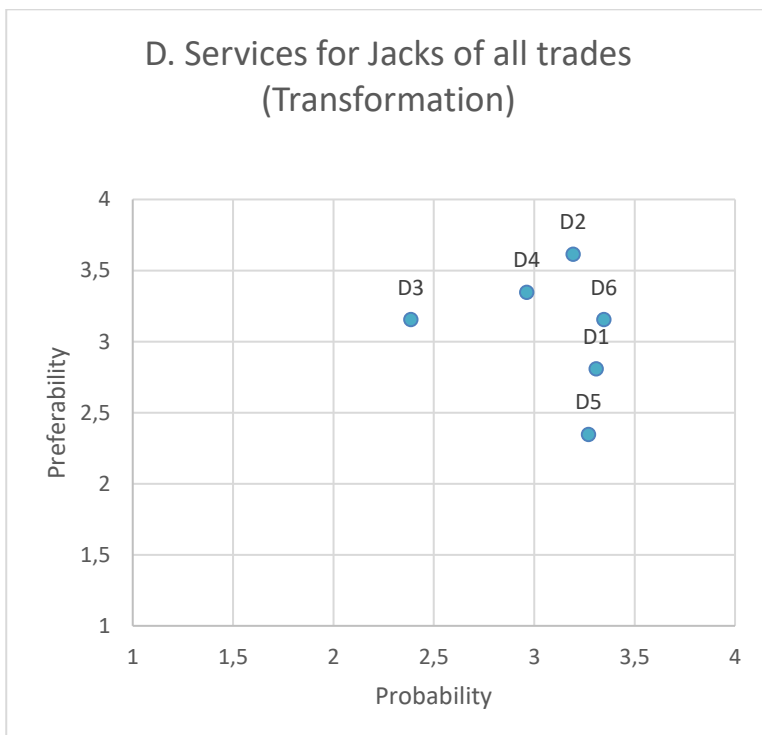 D. Services for Jacks of all trades
(Transformation)
4
D2
3,5
D4
D3
D6
3
D1
2,5
D5
2
1,5
1
1
1,5
2
2,5
3
3,5
4
Preferability
Probability